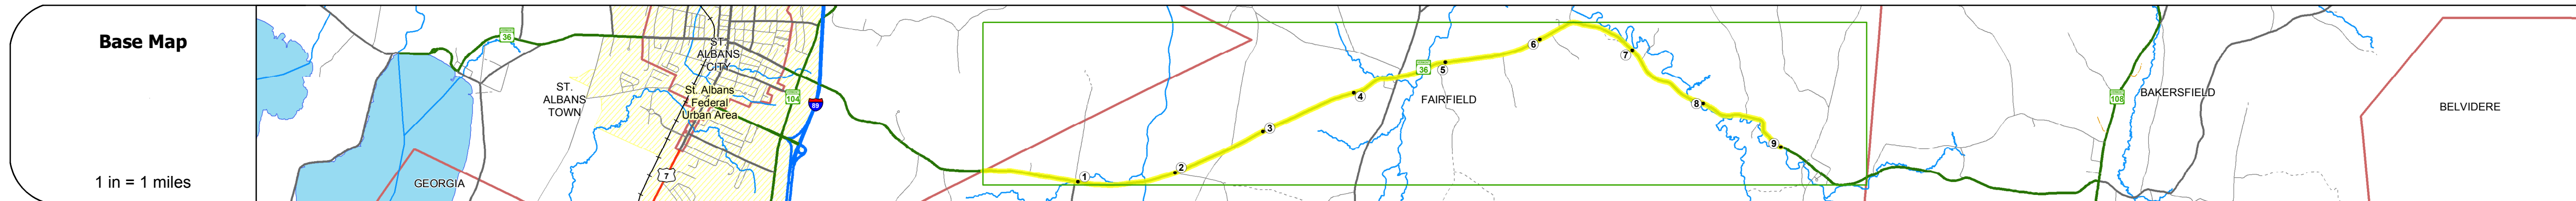 Base Map
1 in = 1 miles
36
ST.
ALBANS
CITY
ST.
ALBANS
TOWN
St. Albans
Federal
Urban Area
104
89
7
GEORGIA
1
2
3
4
36
5
FAIRFIELD
6
7
8
9
108
BAKERSFIELD
BELVIDERE